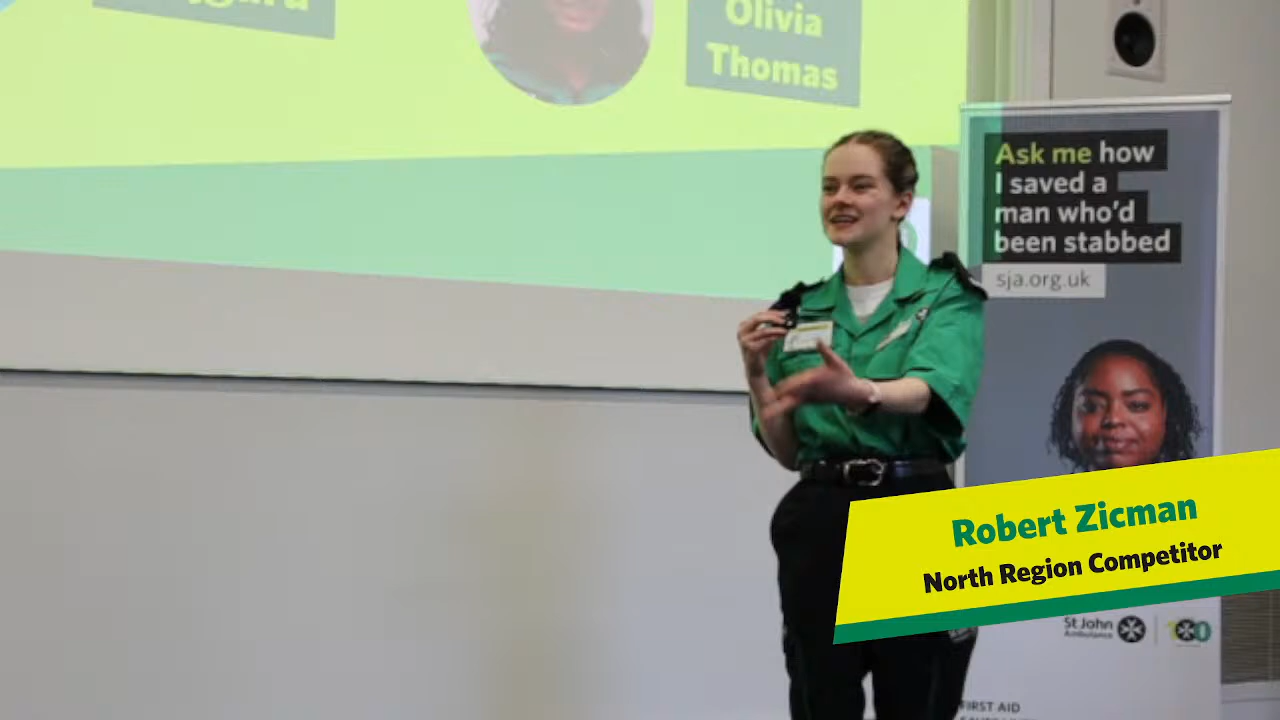 Olivia
Thomas
Ask me how
I saved a
man who'd
been stabbed
sja.org.uk
Robert Zicman
North Region Competitor
St John
Ambulance
FIRST AID